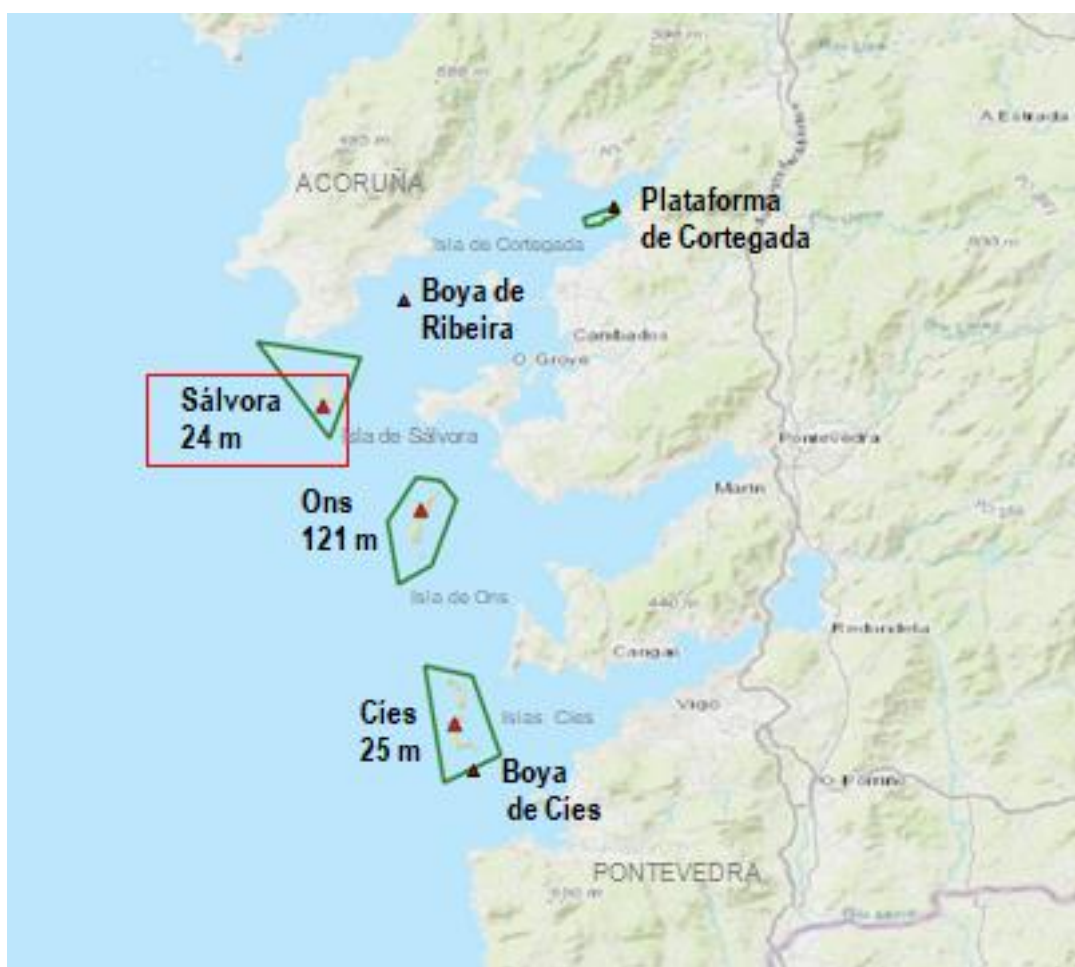 A Estrada
ACORUÑA
Plataforma
de Cortegada
Isla de Cortegada
Boya de
Ribeira
Cambados
O Grove
Sálvora
24 m
Isla de Sálvora
Pontevedra
Marín
Ons
121 m
Isla de Ons
440 m
Redondela
Cangas
Cíes
25 m
Islas Cíes
Vigo
Boya
de Cíes
O Porriño
PONTEVEDRA